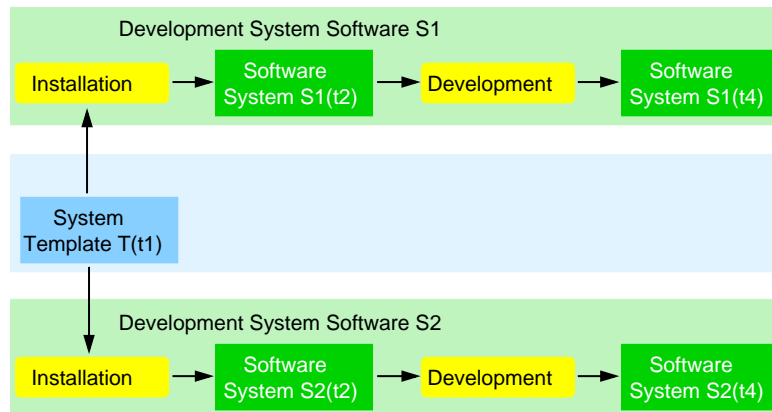 Development System Software S1
Installation
Software
System S1(t2)
Development
Software
System S1(t4)
System
Template T(t1)
Development System Software S2
Installation
Software
System S2(t2)
Development
Software
System S2(t4)